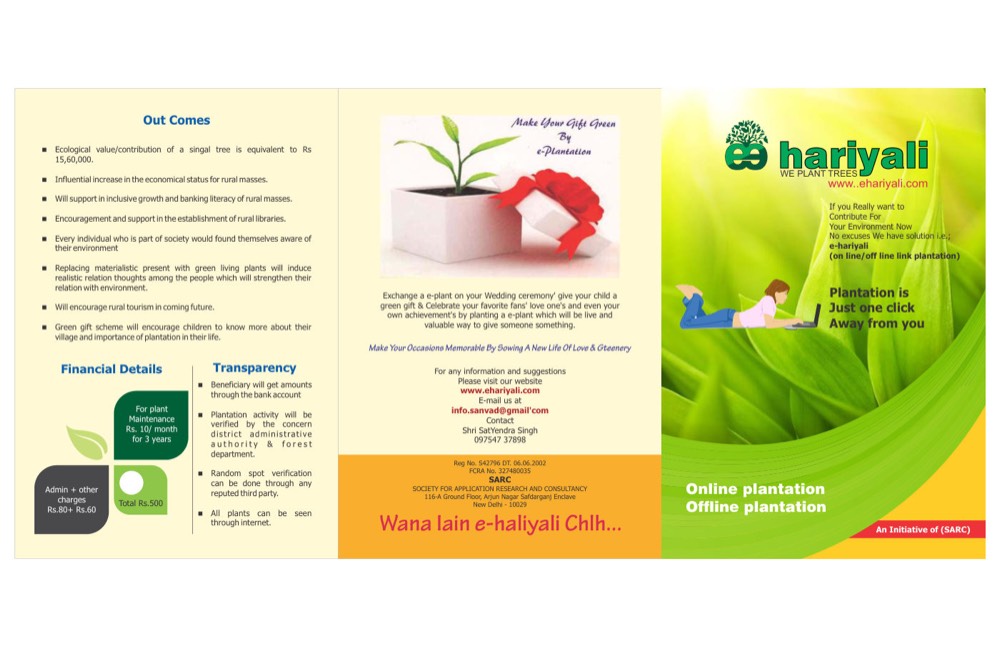 Out Comes
Ecological value/contribution of a singal tree is equivalent to Rs
15,60,000.
Influential increase in the economical status for rural masses.
Will support in inclusive growth and banking literacy of rural masses.
Encouragement and support in the establishment of rural libraries.
Every individual who is part of society would found themselves aware of
their environment
Replacing materialistic present with green living plants will induce
realistic relation thoughts among the people which will strengthen their
relation with environment.
Will encourage rural tourism in coming future.
Green gift scheme will encourage children to know more about their
village and importance of plantation in their life.
Financial Details
For plant
Maintenance
Rs. 10/ month
for 3 years
Admin + other
charges
Rs.80+ Rs.60
Total Rs.500
Transparency
Beneficiary will get amounts
through the bank account
Plantation activity will be
verified by the concern
district administrative
authority & forest
department.
Random spot verification
can be done through any
reputed third party.
All plants can be seen
through internet.
Make Your Gift Green
By
e-Plantation
Exchange a e-plant on your Wedding ceremony' give your child a
green gift & Celebrate your favorite fans' love one's and even your
own achievement's by planting a e-plant which will be live and
valuable way to give someone something.
Make Your Occasions Memorable By Sowing A New Life Of Love & Gteenery
For any information and suggestions
Please visit our website
www.ehariyali.com
E-mail us at
info.sanvad@gmail'com
Contact
Shri SatYendra Singh
097547 37898
Reg No. S42796 DT. 06.06.2002
FCRA No. 327480035
SARC
SOCIETY FOR APPLICATION RESEARCH AND CONSULTANCY
116-A Ground Floor, Arjun Nagar Safdarganj Enclave
New Delhi - 10029
Wana lain e-haliyali Chlh...
ee hariyali
WE PLANT TREES
www..ehariyali.com
If you Really want to
Contribute For
Your Environment Now
No excuses We have solution i.e.;
e-hariyali
(on line/off line link plantation)
Plantation is
Just one click
Away from you
Online plantation
Offline plantation
An Initiative of (SARC)